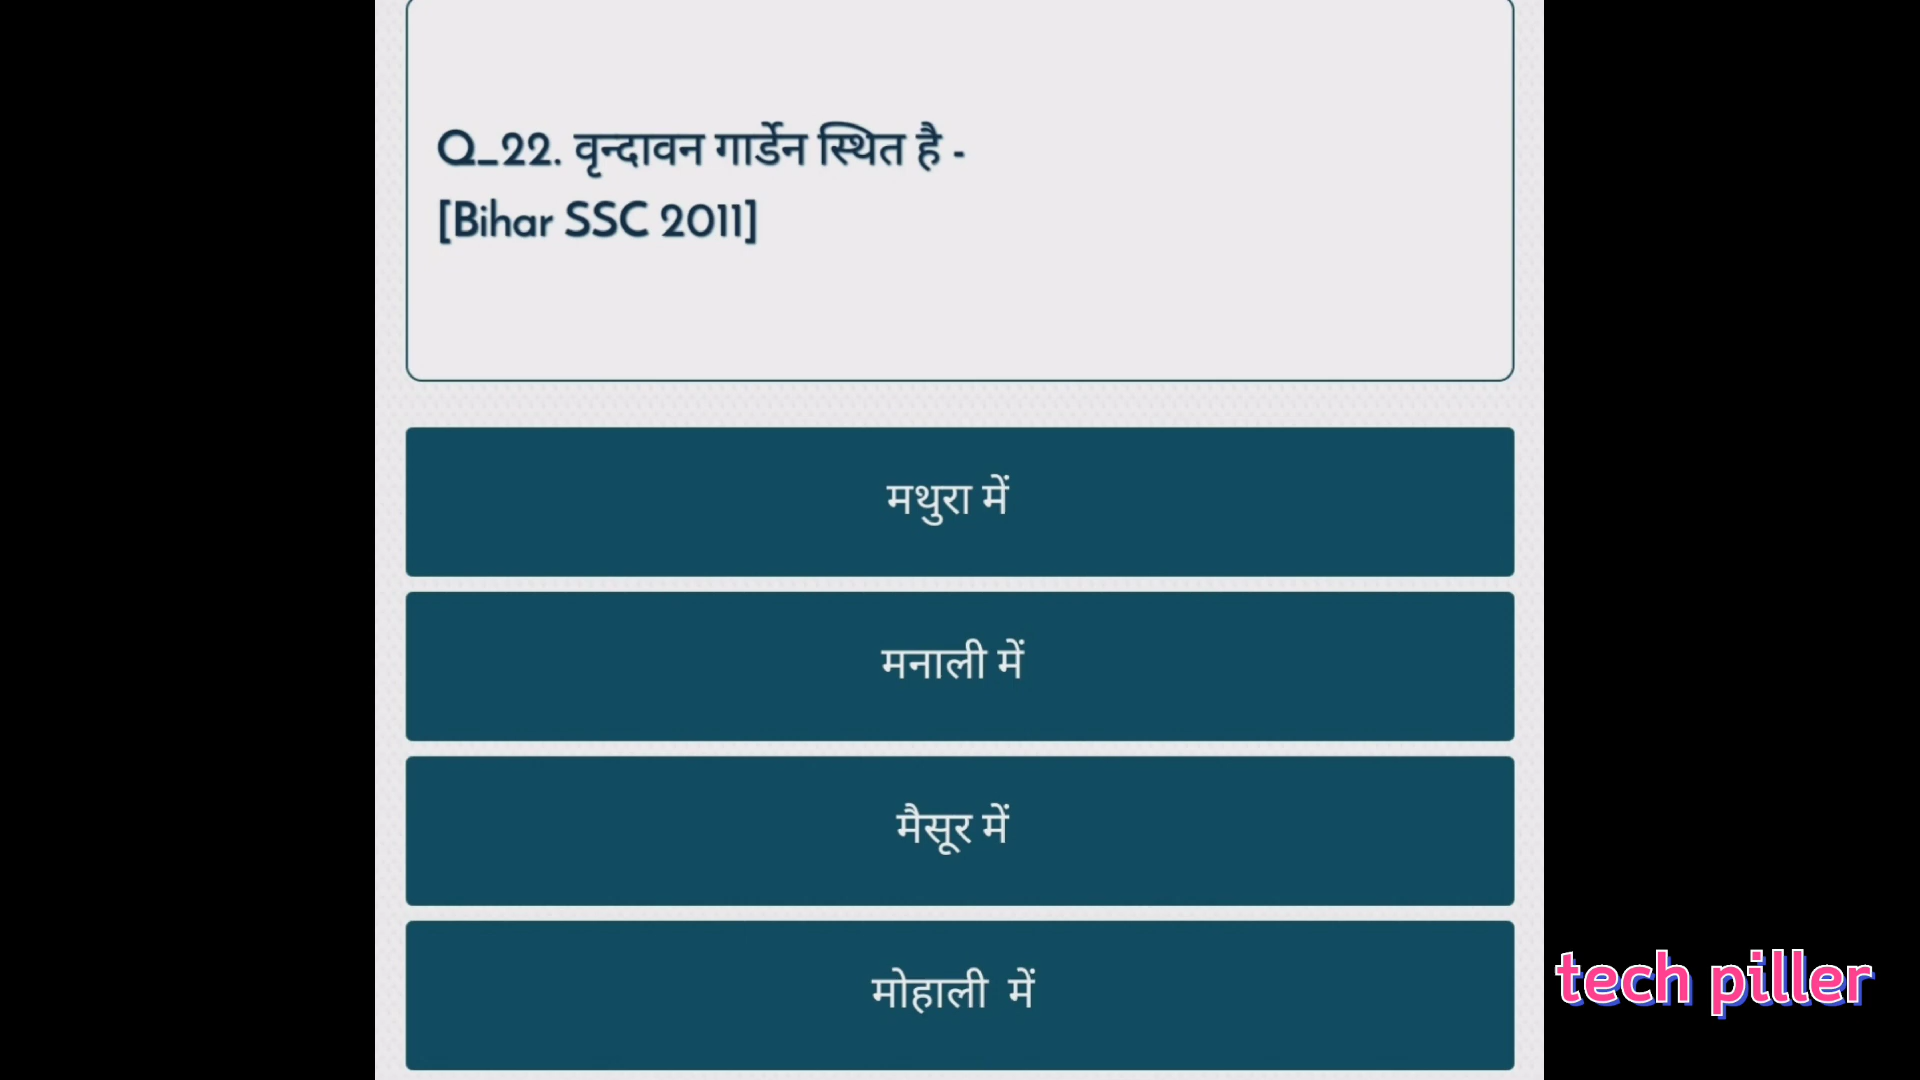 Q_22. वृन्दावन गार्डेन स्थित है -
[Bihar SSC 2011]
मथुरा में
मनाली में
मैसूर में
मोहाली में
tech piller